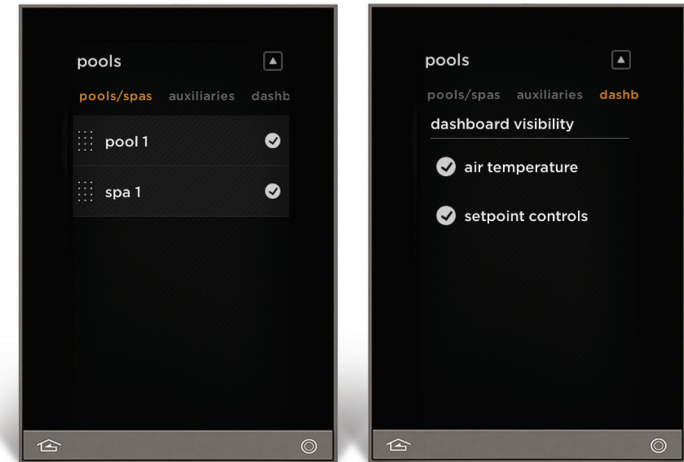 pools
pools/spas auxiliaries dashb
pool 1
spa 1
pools
pools/spas auxiliaries dashb
dashboard visibility
air temperature
setpoint controls